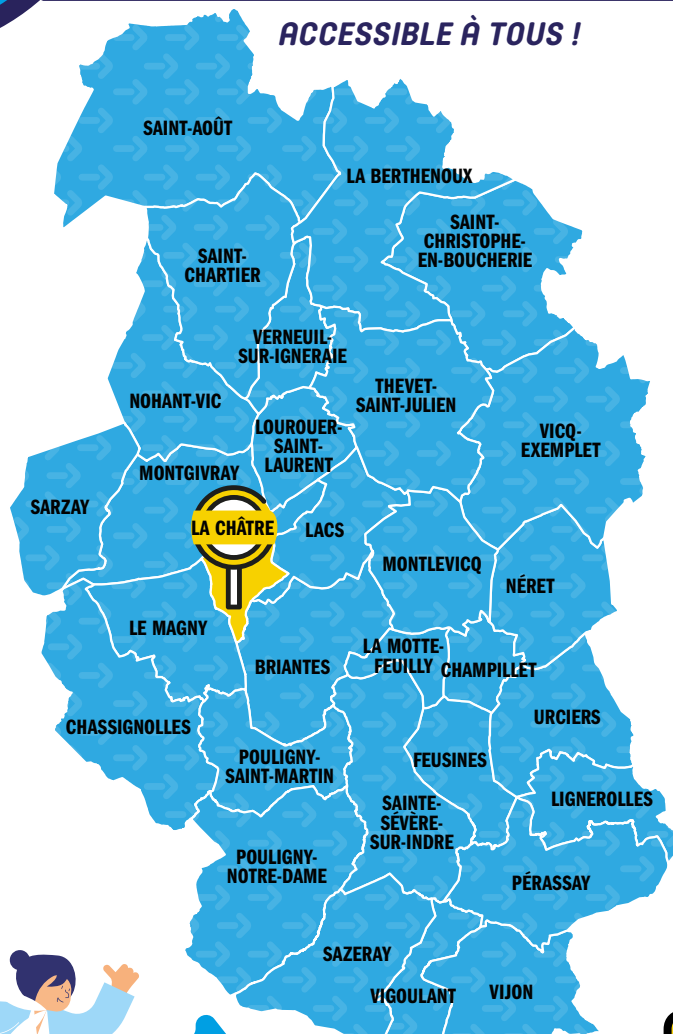 ACCESSIBLE À TOUS !
SAINT-AOÛT
LA BERTHENOUX
SAINT-
CHRISTOPHE-
EN-BOUCHERIE
SAINT-
CHARTIER
VERNEUIL-
SUR-IGNERAIE
THEVET-
SAINT-JULIEN
NOHANT-VIC
LOUROUER-
SAINT-
LAURENT
VICQ-
EXEMPLET
MONTGIVRAY
SARZAY
LA CHÂTRE
LACS
MONTLEVICQ
NÉRET
LE MAGNY
LA MOTTE-
FEUILLY
CHAMPILLET
BRIANTES
URCIERS
CHASSIGNOLLES
POULIGNY-
SAINT-MARTIN
FEUSINES
LIGNEROLLES
SAINTE-
SÉVÈRE-
SUR-INDRE
POULIGNY-
NOTRE-DAME
PÉRASSAY
SAZERAY
VIGOULANT
VIJON